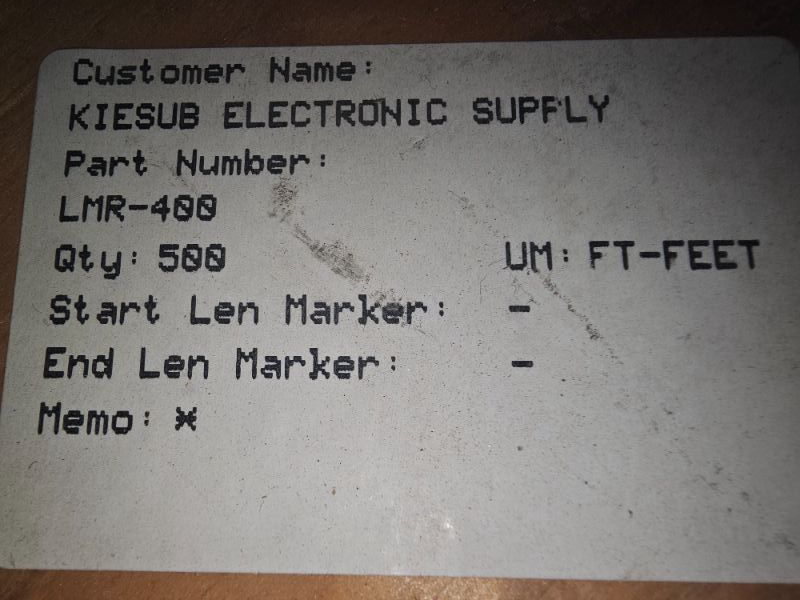 Customer Name:
KIESUB ELECTRONIC SUPPLY
Part Number:
LMR-400
Qty: 500 UM: FT-FEET
Start Len Marker: -
End Len Marker: -
Memo: *